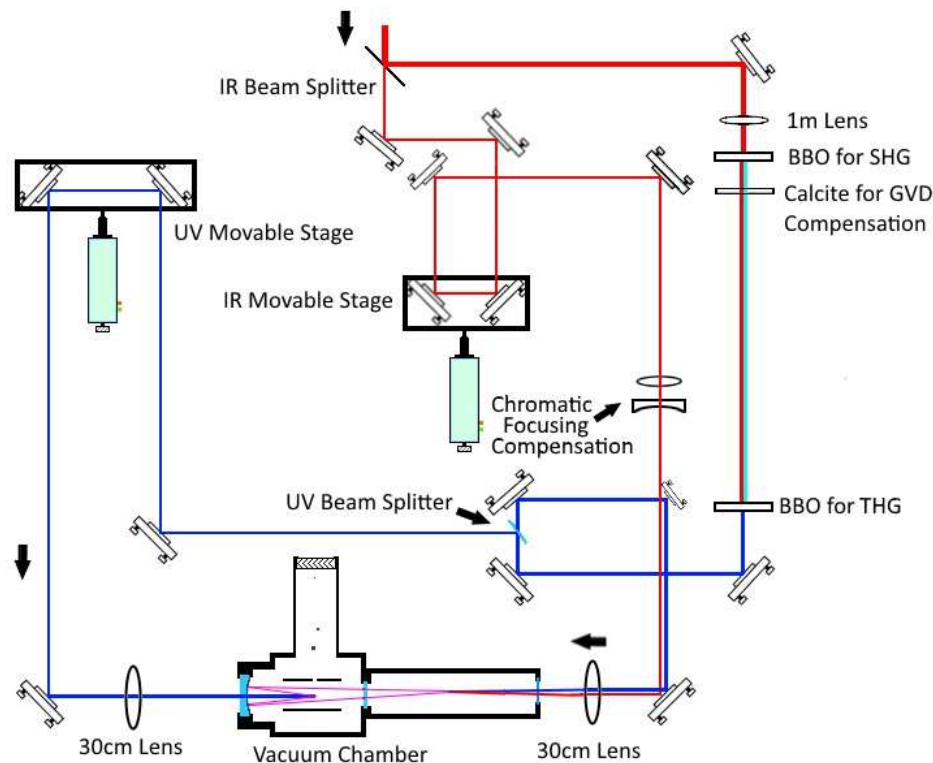 IR Beam Splitter
1m Lens
BBO for SHG
Calcite for GVD
Compensation
UV Movable Stage
IR Movable Stage
Chromatic
Focusing
Compensation
UV Beam Splitter
BBO for THG
30cm Lens
Vacuum Chamber
30cm Lens